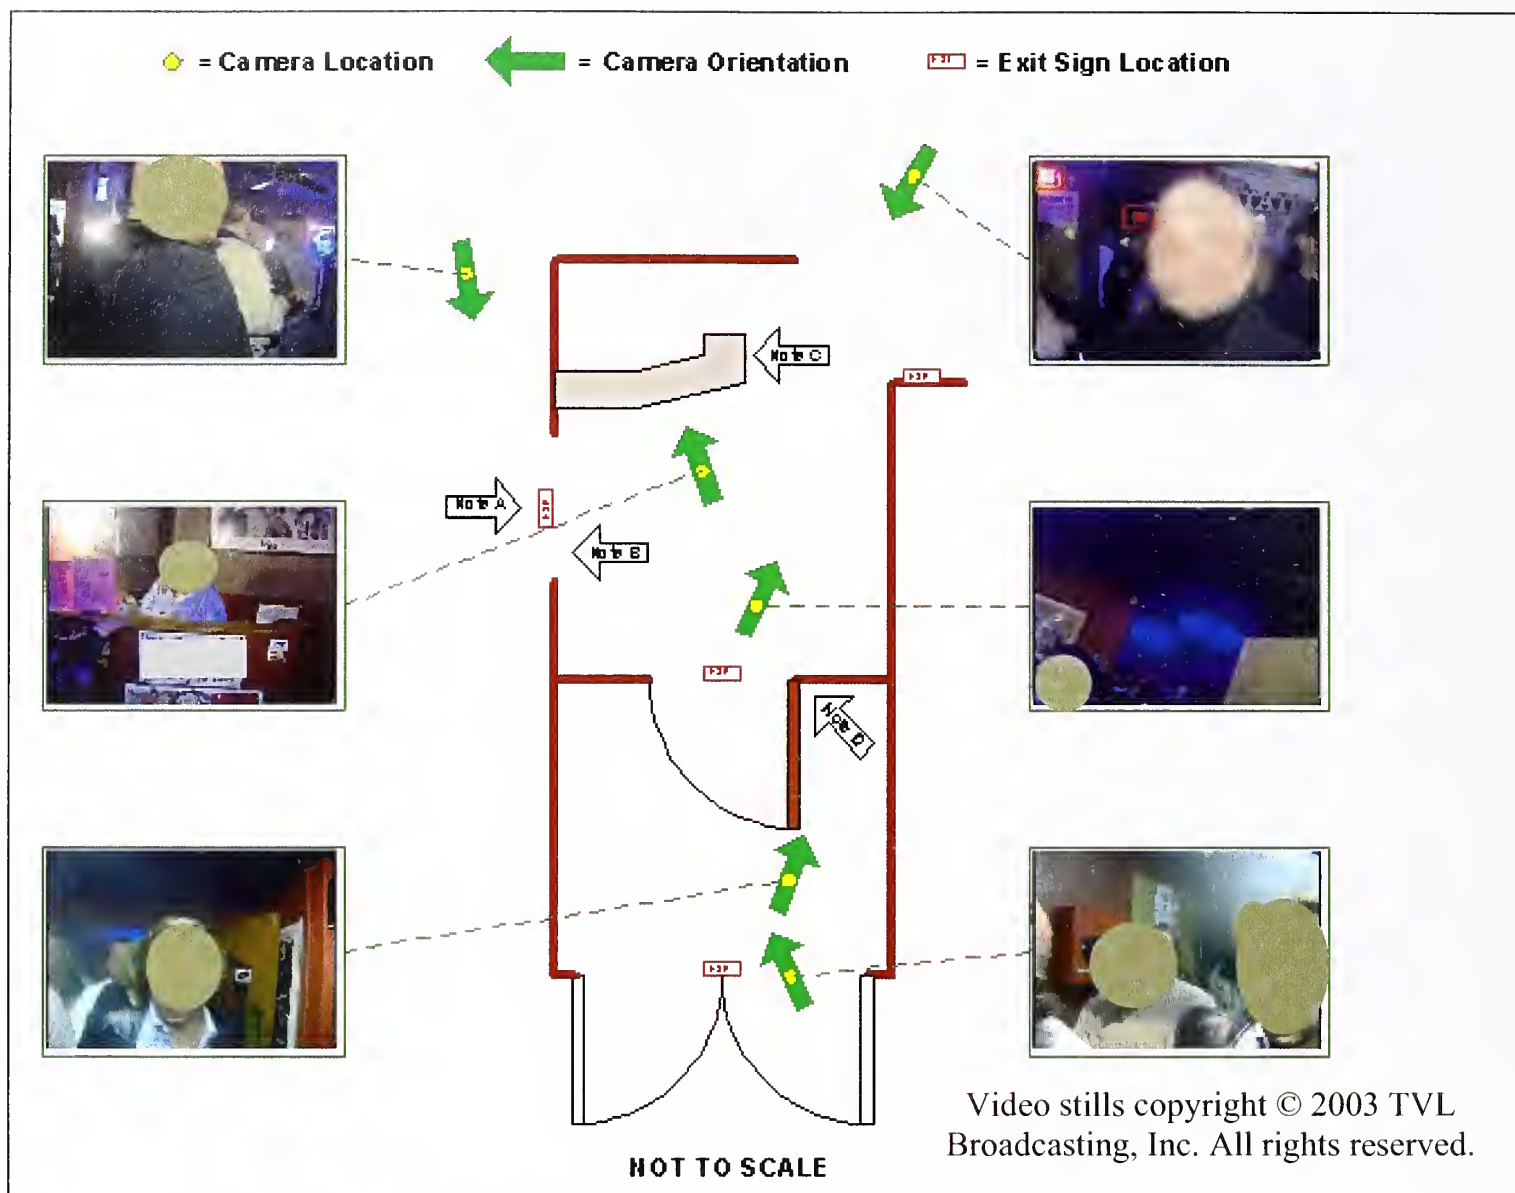 = Camera Location
= Camera Orientation
= Exit Sign Location
Note C
Note A
Note B
Note D
Video stills copyright © 2003 TVL
Broadcasting, Inc. All rights reserved.
NOT TO SCALE